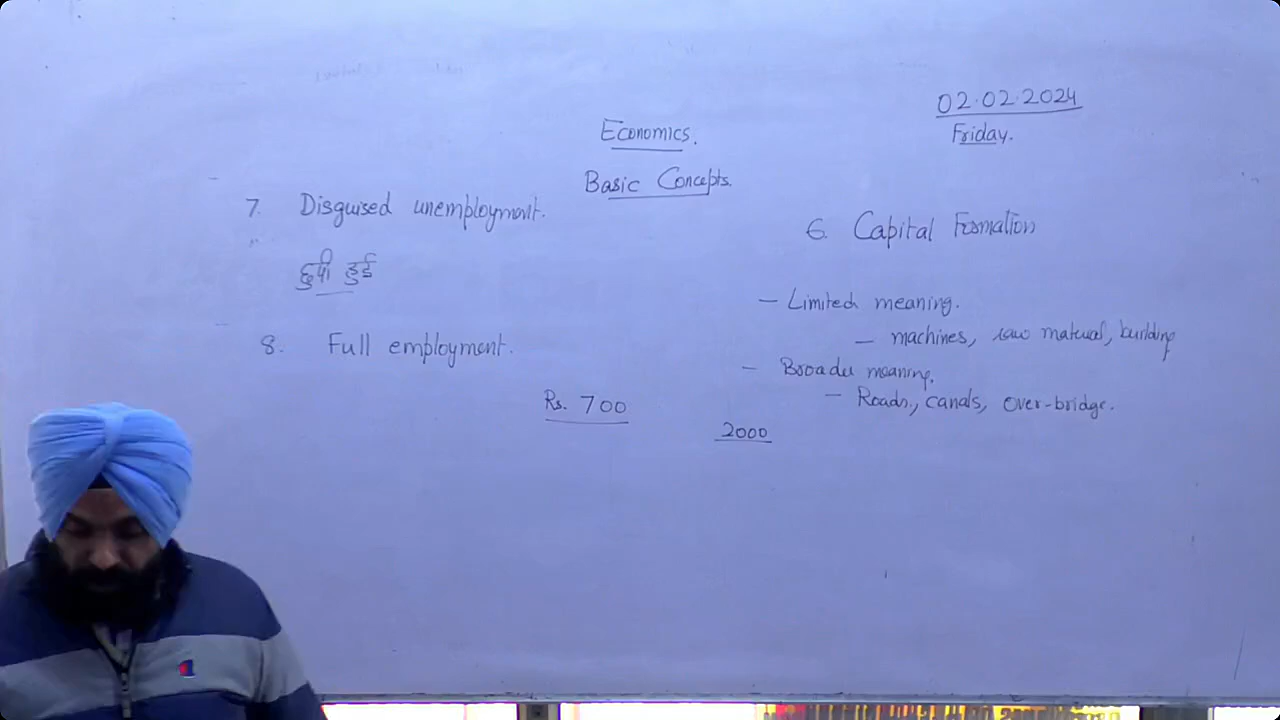 02.02.2024
Friday.
Economics.
Basic Concepts.
6. Capital Formation
- Limited meaning.
- machines, raw material, building
- Broader meaning.
- Roads, canals, over-bridge.
2000
7. Disguised unemployment.
छुपी हुई
8. Full employment.
Rs. 700